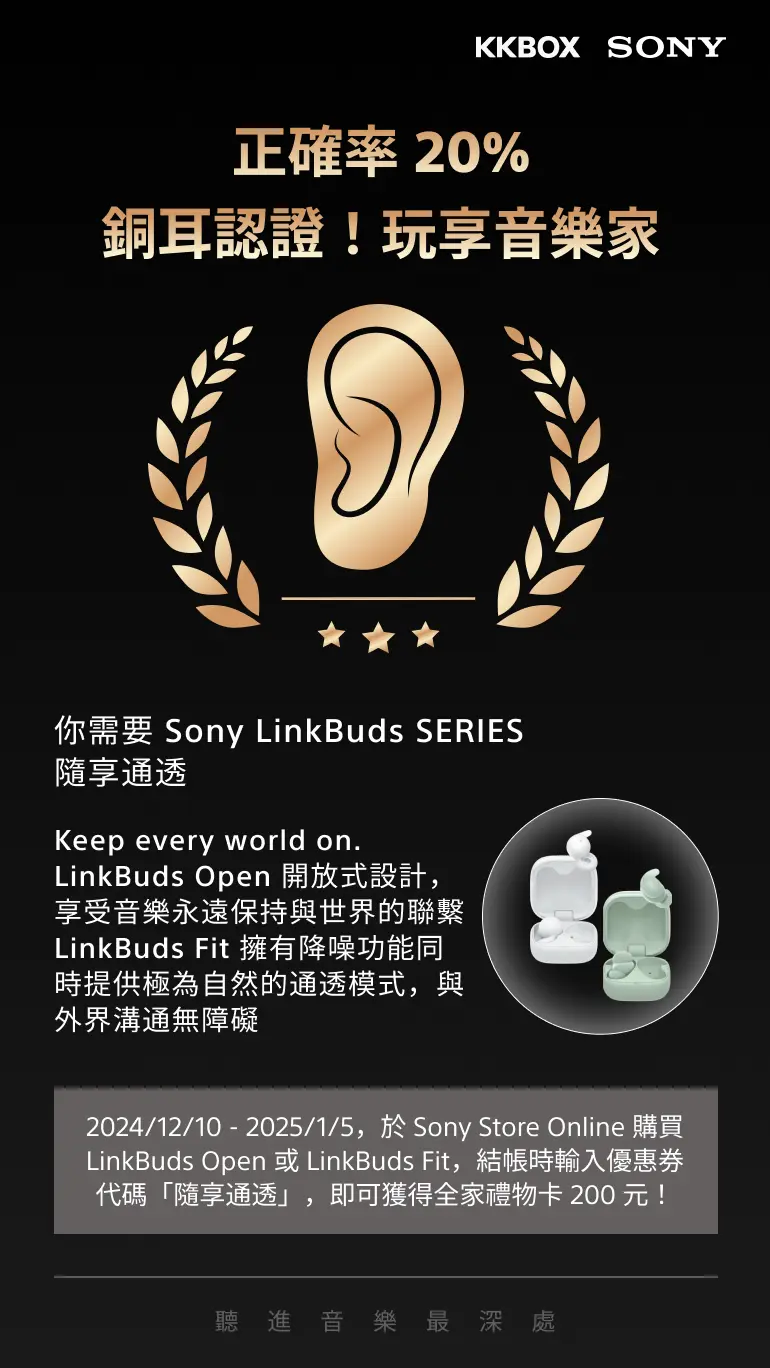 KKBOX SONY
正確率 20%
銅耳認證！玩享音樂家
你需要 Sony LinkBuds SERIES
隨享通透
Keep every world on.
LinkBuds Open 開放式設計，
享受音樂永遠保持與世界的聯繫
LinkBuds Fit 擁有降噪功能同
時提供極為自然的通透模式，與
外界溝通無障礙
2024/12/10 - 2025/1/5，於 Sony Store Online 購買
LinkBuds Open 或 LinkBuds Fit，結帳時輸入優惠券
代碼「隨享通透」，即可獲得全家禮物卡 200 元！
聽進音樂最深處